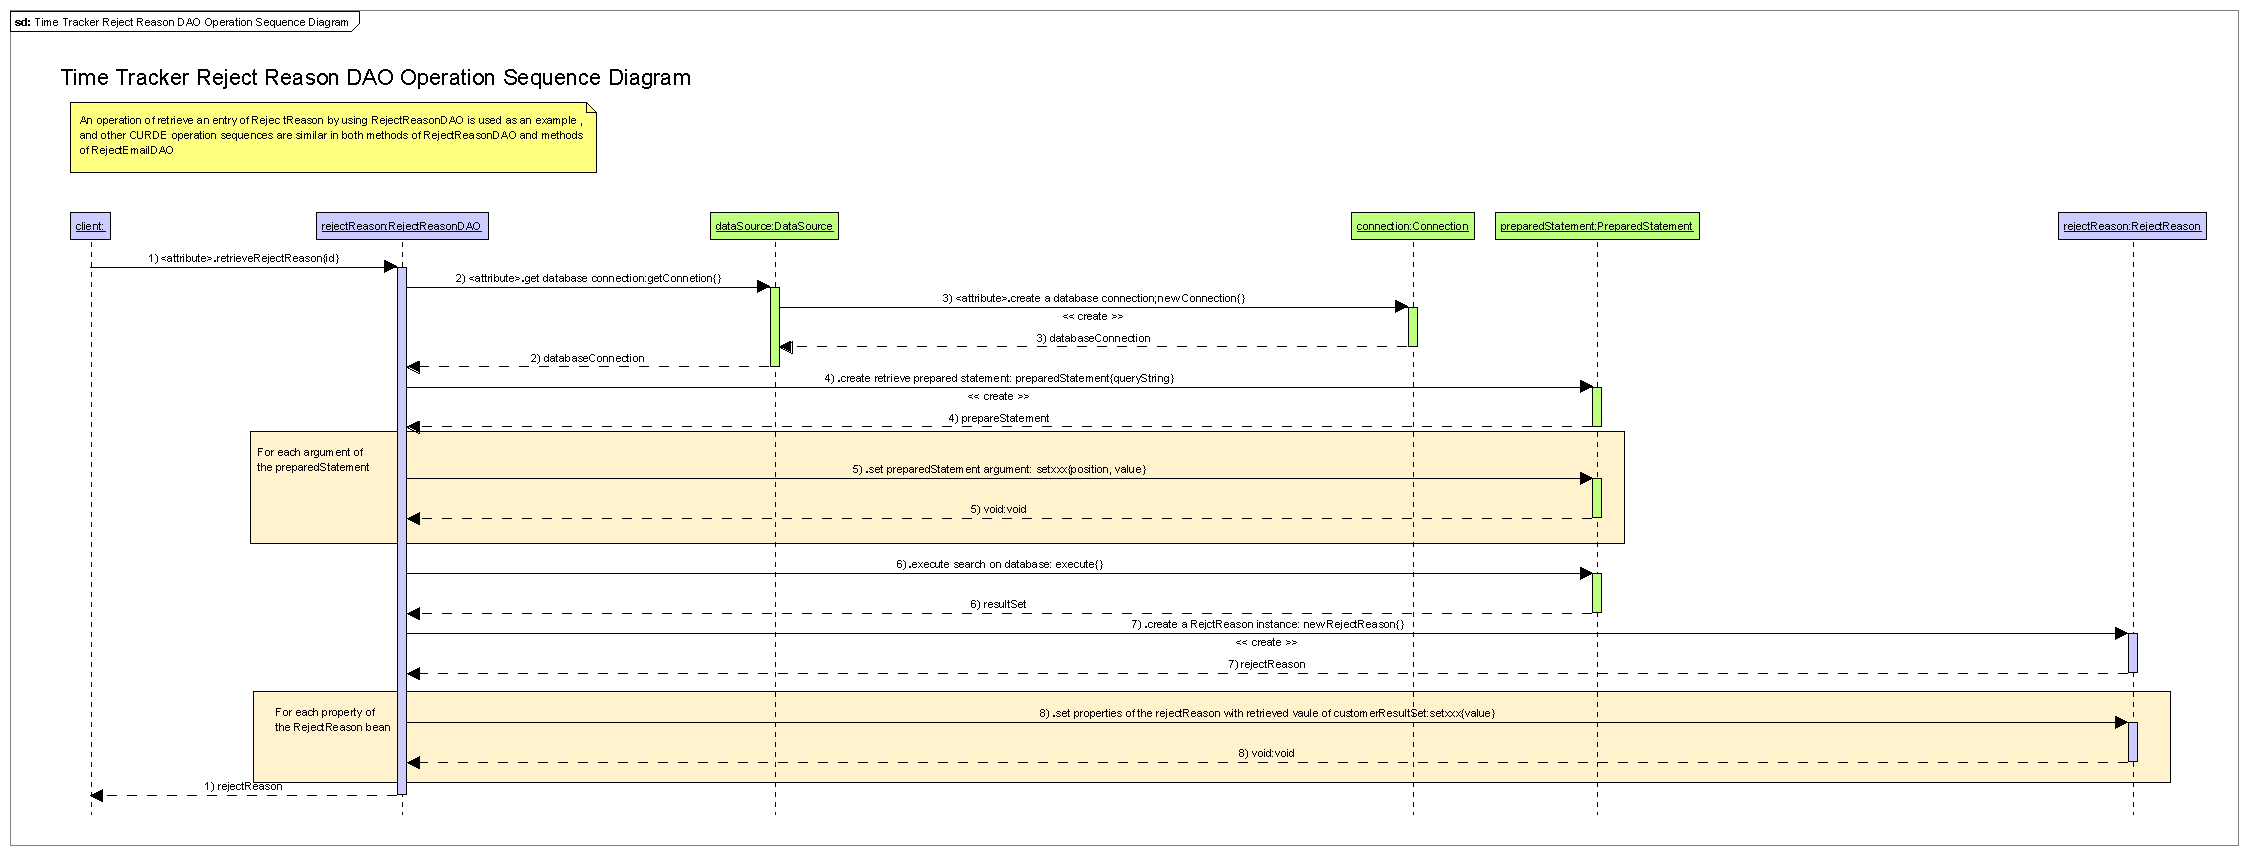 sd: Time Tracker Reject Reason DAO Operation Sequence Diagram
Time Tracker Reject Reason DAO Operation Sequence Diagram
An operation of retrieve an entry of Rejec tReason by using RejectReasonDAO is used as an example ,
and other CURDE operation sequences are similar in both methods of RejectReasonDAO and methods
of RejectEmailDAO
client:
rejectReason:RejectReasonDAO
dataSource:DataSource
connection:Connection
preparedStatement:PreparedStatement
rejectReason:RejectReason
1) <attribute>.retrieveRejectReason{id}
2) <attribute>.get database connection:getConnetion{}
3) <attribute>.create a database connection;newConnection{}
<< create >>
3) databaseConnection
2) databaseConnection
4) .create retrieve prepared statement: preparedStatement{queryString}
<< create >>
4) prepareStatement
For each argument of
the preparedStatement
5) .set preparedStatement argument: setxxx{position, value}
5) void:void
6) .execute search on database: execute{}
6) resultSet
7) .create a RejctReason instance: newRejectReason{}
<< create >>
7) rejectReason
For each property of
the RejectReason bean
8) .set properties of the rejectReason with retrieved vaule of customerResultSet:setxxx{value}
8) void:void
1) rejectReason